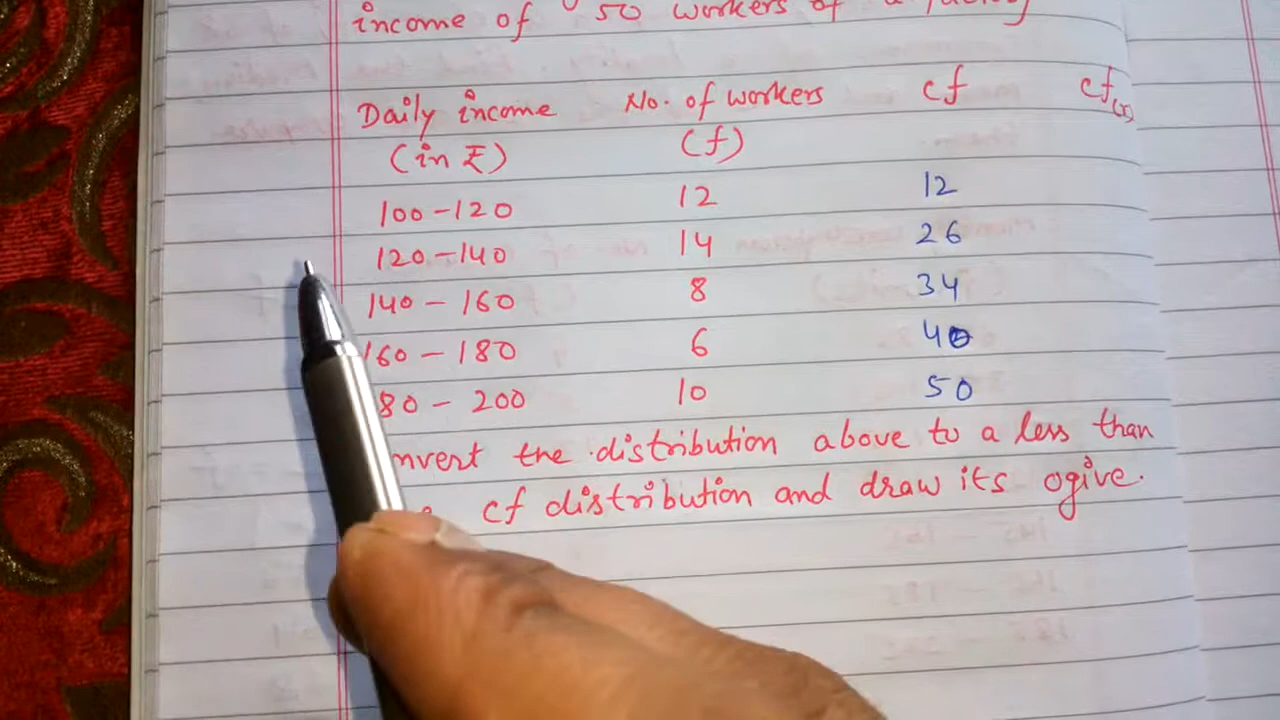 income of 50 workers of a factory
Daily income No. of workers cf cf(r)
(in ₹) (f)
100-120 12 12
120-140 14 26
140-160 8 34
160-180 6 40
80-200 10 50
nvert the distribution above to a less than
cf distribution and draw its ogive.